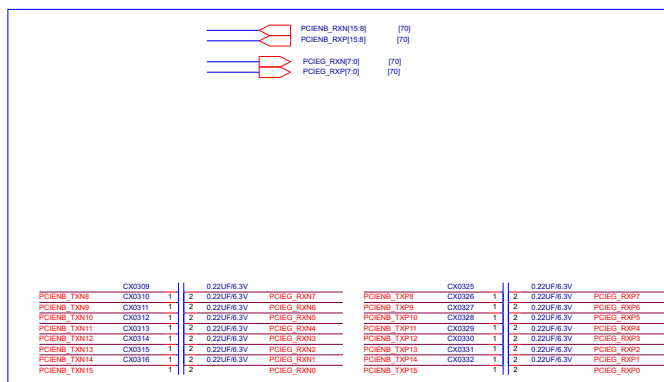 PCIENB_RXN[15:8] [70]
PCIENB_RXP[15:8] [70]
PCIEG_RXN[7:0] [70]
PCIEG_RXP[7:0] [70]
CX0309 0.22UF/6.3V CX0325 0.22UF/6.3V
PCIENB_TXN8 CX0310 1 2 0.22UF/6.3V PCIEG_RXN7 PCIENB_TXP8 CX0326 1 2 0.22UF/6.3V PCIEG_RXP7
PCIENB_TXN9 CX0311 1 2 0.22UF/6.3V PCIEG_RXN6 PCIENB_TXP9 CX0327 1 2 0.22UF/6.3V PCIEG_RXP6
PCIENB_TXN10 CX0312 1 2 0.22UF/6.3V PCIEG_RXN5 PCIENB_TXP10 CX0328 1 2 0.22UF/6.3V PCIEG_RXP5
PCIENB_TXN11 CX0313 1 2 0.22UF/6.3V PCIEG_RXN4 PCIENB_TXP11 CX0329 1 2 0.22UF/6.3V PCIEG_RXP4
PCIENB_TXN12 CX0314 1 2 0.22UF/6.3V PCIEG_RXN3 PCIENB_TXP12 CX0330 1 2 0.22UF/6.3V PCIEG_RXP3
PCIENB_TXN13 CX0315 1 2 0.22UF/6.3V PCIEG_RXN2 PCIENB_TXP13 CX0331 1 2 0.22UF/6.3V PCIEG_RXP2
PCIENB_TXN14 CX0316 1 2 0.22UF/6.3V PCIEG_RXN1 PCIENB_TXP14 CX0332 1 2 0.22UF/6.3V PCIEG_RXP1
PCIENB_TXN15 1 2 PCIEG_RXN0 PCIENB_TXP15 1 2 PCIEG_RXP0